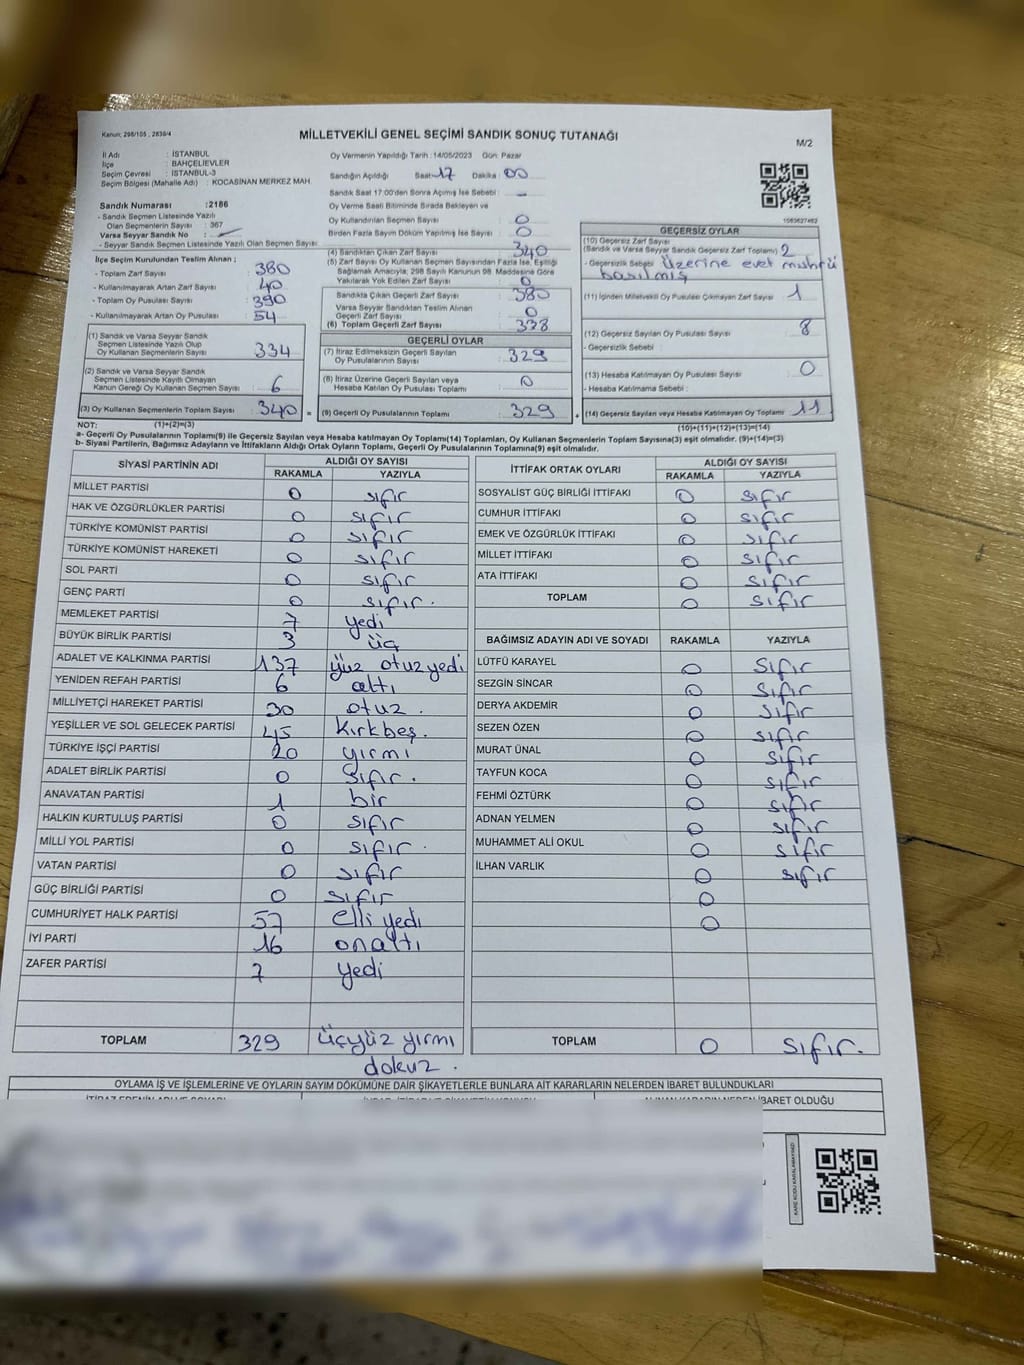 Kanun; 298/105 , 2839/4
MİLLETVEKİLİ GENEL SEÇİMİ SANDIK SONUÇ TUTANAĞI
M/2
İl Adı : İSTANBUL
İlçe : BAHÇELİEVLER
Seçim Çevresi : İSTANBUL-3
Seçim Bölgesi (Mahalle Adı) : KOCASİNAN MERKEZ MAH.
Oy Vermenin Yapıldığı Tarih : 14/05/2023 Gün: Pazar
Sandığın Açıldığı Saat 17 Dakika : 00
Sandık Saat 17.00'den Sonra Açımış İse Sebebi : -
Oy Verme Saati Bitiminde Sırada Bekleyen ve
Oy Kullandırılan Seçmen Sayısı : 0
Birden Fazla Sayım Döküm Yapılmış İse Sayısı : 0
Sandık Numarası : 2186
- Sandık Seçmen Listesinde Yazılı
Olan Seçmenlerin Sayısı : 367
Varsa Seyyar Sandık No :
- Seyyar Sandık Seçmen Listesinde Yazılı Olan Seçmen Sayısı :
İlçe Seçim Kurulundan Teslim Alınan ;
- Toplam Zarf Sayısı : 380
- Kullanılmayarak Artan Zarf Sayısı : 40
- Toplam Oy Pusulası Sayısı : 390
- Kullanılmayarak Artan Oy Pusulası : 54
(1) Sandık ve Varsa Seyyar Sandık
Seçmen Listesinde Yazılı Olup
Oy Kullanan Seçmenlerin Sayısı : 334
(2) Sandık ve Varsa Seyyar Sandık
Seçmen Listesinde Kayıtlı Olmayan
Kanun Gereği Oy Kullanan Seçmen Sayısı : 6
(3) Oy Kullanan Seçmenlerin Toplam Sayısı : 340 =
(4) Sandıktan Çıkan Zarf Sayısı : 340
(5) Zarf Sayısı Oy Kullanan Seçmen Sayısından Fazla İse, Eşitliği
Sağlamak Amacıyla; 298 Sayılı Kanunun 98. Maddesine Göre
Yakılarak Yok Edilen Zarf Sayısı : 0
Sandıkta Çıkan Geçerli Zarf Sayısı : 380
Varsa Seyyar Sandıktan Teslim Alınan
Geçerli Zarf Sayısı : 0
(6) Toplam Geçerli Zarf Sayısı : 338
GEÇERLİ OYLAR
(7) İtiraz Edilmeksizin Geçerli Sayılan
Oy Pusulalarının Sayısı : 329
(8) İtiraz Üzerine Geçerli Sayılan veya
Hesaba Katılan Oy Pusulası Toplamı : 0
(9) Geçerli Oy Pusulalarının Toplamı : 329 +
1083627462
GEÇERSİZ OYLAR
(10) Geçersiz Zarf Sayısı
(Sandık ve Varsa Seyyar Sandık Geçersiz Zarf Toplamı) : 2
- Geçersizlik Sebebi : Üzerine evet mührü
basılmış
(11) İçinden Milletvekili Oy Pusulası Çıkmayan Zarf Sayısı : 1
(12) Geçersiz Sayılan Oy Pusulası Sayısı : 8
- Geçersizlik Sebebi :
(13) Hesaba Katılmayan Oy Pusulası Sayısı : 0
- Hesaba Katılmama Sebebi :
(14) Geçersiz Sayılan veya Hesaba Katılmayan Oy Toplamı : 11
NOT: (1)+(2)=(3) (10)+(11)+(12)+(13)=(14)
a- Geçerli Oy Pusulalarının Toplamı(9) ile Geçersiz Sayılan veya Hesaba katılmayan Oy Toplamı(14) Toplamları, Oy Kullanan Seçmenlerin Toplam Sayısına(3) eşit olmalıdır. (9)+(14)=(3)
b- Siyasi Partilerin, Bağımsız Adayların ve İttifakların Aldığı Ortak Oyların Toplamı, Geçerli Oy Pusulalarının Toplamına(9) eşit olmalıdır.
SİYASİ PARTİNİN ADI ALDIĞI OY SAYISI
RAKAMLA YAZIYLA
MİLLET PARTİSİ 0 sıfır
HAK VE ÖZGÜRLÜKLER PARTİSİ 0 sıfır
TÜRKİYE KOMÜNİST PARTİSİ 0 sıfır
TÜRKİYE KOMÜNİST HAREKETİ 0 sıfır
SOL PARTİ 0 sıfır
GENÇ PARTİ 0 sıfır.
MEMLEKET PARTİSİ 7 yedi
BÜYÜK BİRLİK PARTİSİ 3 üç
ADALET VE KALKINMA PARTİSİ 137 yüz otuz yedi
YENİDEN REFAH PARTİSİ 6 altı
MİLLİYETÇİ HAREKET PARTİSİ 30 otuz.
YEŞİLLER VE SOL GELECEK PARTİSİ 45 kırkbeş.
TÜRKİYE İŞÇİ PARTİSİ 20 yirmi
ADALET BİRLİK PARTİSİ 0 sıfır.
ANAVATAN PARTİSİ 1 bir
HALKIN KURTULUŞ PARTİSİ 0 sıfır
MİLLİ YOL PARTİSİ 0 sıfır.
VATAN PARTİSİ 0 sıfır
GÜÇ BİRLİĞİ PARTİSİ 0 sıfır
CUMHURİYET HALK PARTİSİ 57 elli yedi
İYİ PARTİ 16 onaltı
ZAFER PARTİSİ 7 yedi
TOPLAM 329 üçyüz yirmi
dokuz.
İTTİFAK ORTAK OYLARI ALDIĞI OY SAYISI
RAKAMLA YAZIYLA
SOSYALİST GÜÇ BİRLİĞİ İTTİFAKI 0 sıfır
CUMHUR İTTİFAKI 0 sıfır
EMEK VE ÖZGÜRLÜK İTTİFAKI 0 sıfır
MİLLET İTTİFAKI 0 sıfır
ATA İTTİFAKI 0 sıfır
TOPLAM 0 sıfır
BAĞIMSIZ ADAYIN ADI VE SOYADI RAKAMLA YAZIYLA
LÜTFÜ KARAYEL 0 sıfır
SEZGİN SİNCAR 0 sıfır
DERYA AKDEMİR 0 sıfır
SEZEN ÖZEN 0 sıfır
MURAT ÜNAL 0 sıfır
TAYFUN KOCA 0 sıfır
FEHMİ ÖZTÜRK 0 sıfır
ADNAN YELMEN 0 sıfır
MUHAMMET ALİ OKUL 0 sıfır
İLHAN VARLIK 0 sıfır
0
0
TOPLAM 0 sıfır.
OYLAMA İŞ VE İŞLEMLERİNE VE OYLARIN SAYIM DÖKÜMÜNE DAİR ŞİKAYETLERLE BUNLARA AİT KARARLARIN NELERDEN İBARET BULUNDUKLARI
ALINAN KARARIN NEDEN İBARET OLDUĞU
KARE KODU KARALAMAYINIZ!